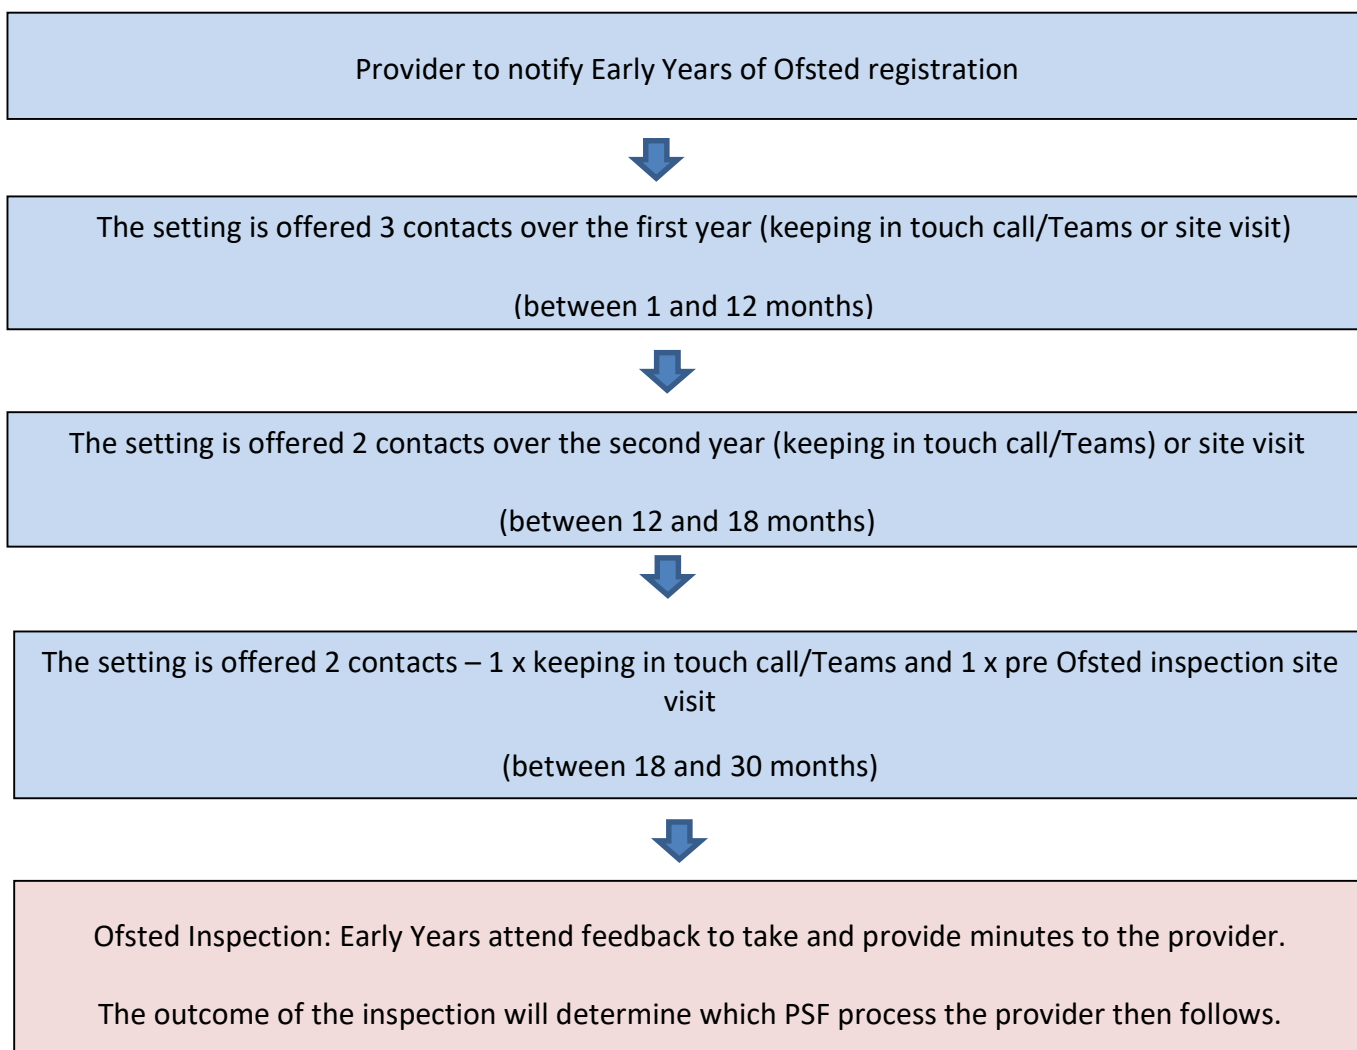 Provider to notify Early Years of Ofsted registration
The setting is offered 3 contacts over the first year (keeping in touch call/Teams or site visit)
(between 1 and 12 months)
The setting is offered 2 contacts over the second year (keeping in touch call/Teams) or site visit
(between 12 and 18 months)
The setting is offered 2 contacts – 1 x keeping in touch call/Teams and 1 x pre Ofsted inspection site
visit
(between 18 and 30 months)
Ofsted Inspection: Early Years attend feedback to take and provide minutes to the provider.
The outcome of the inspection will determine which PSF process the provider then follows.